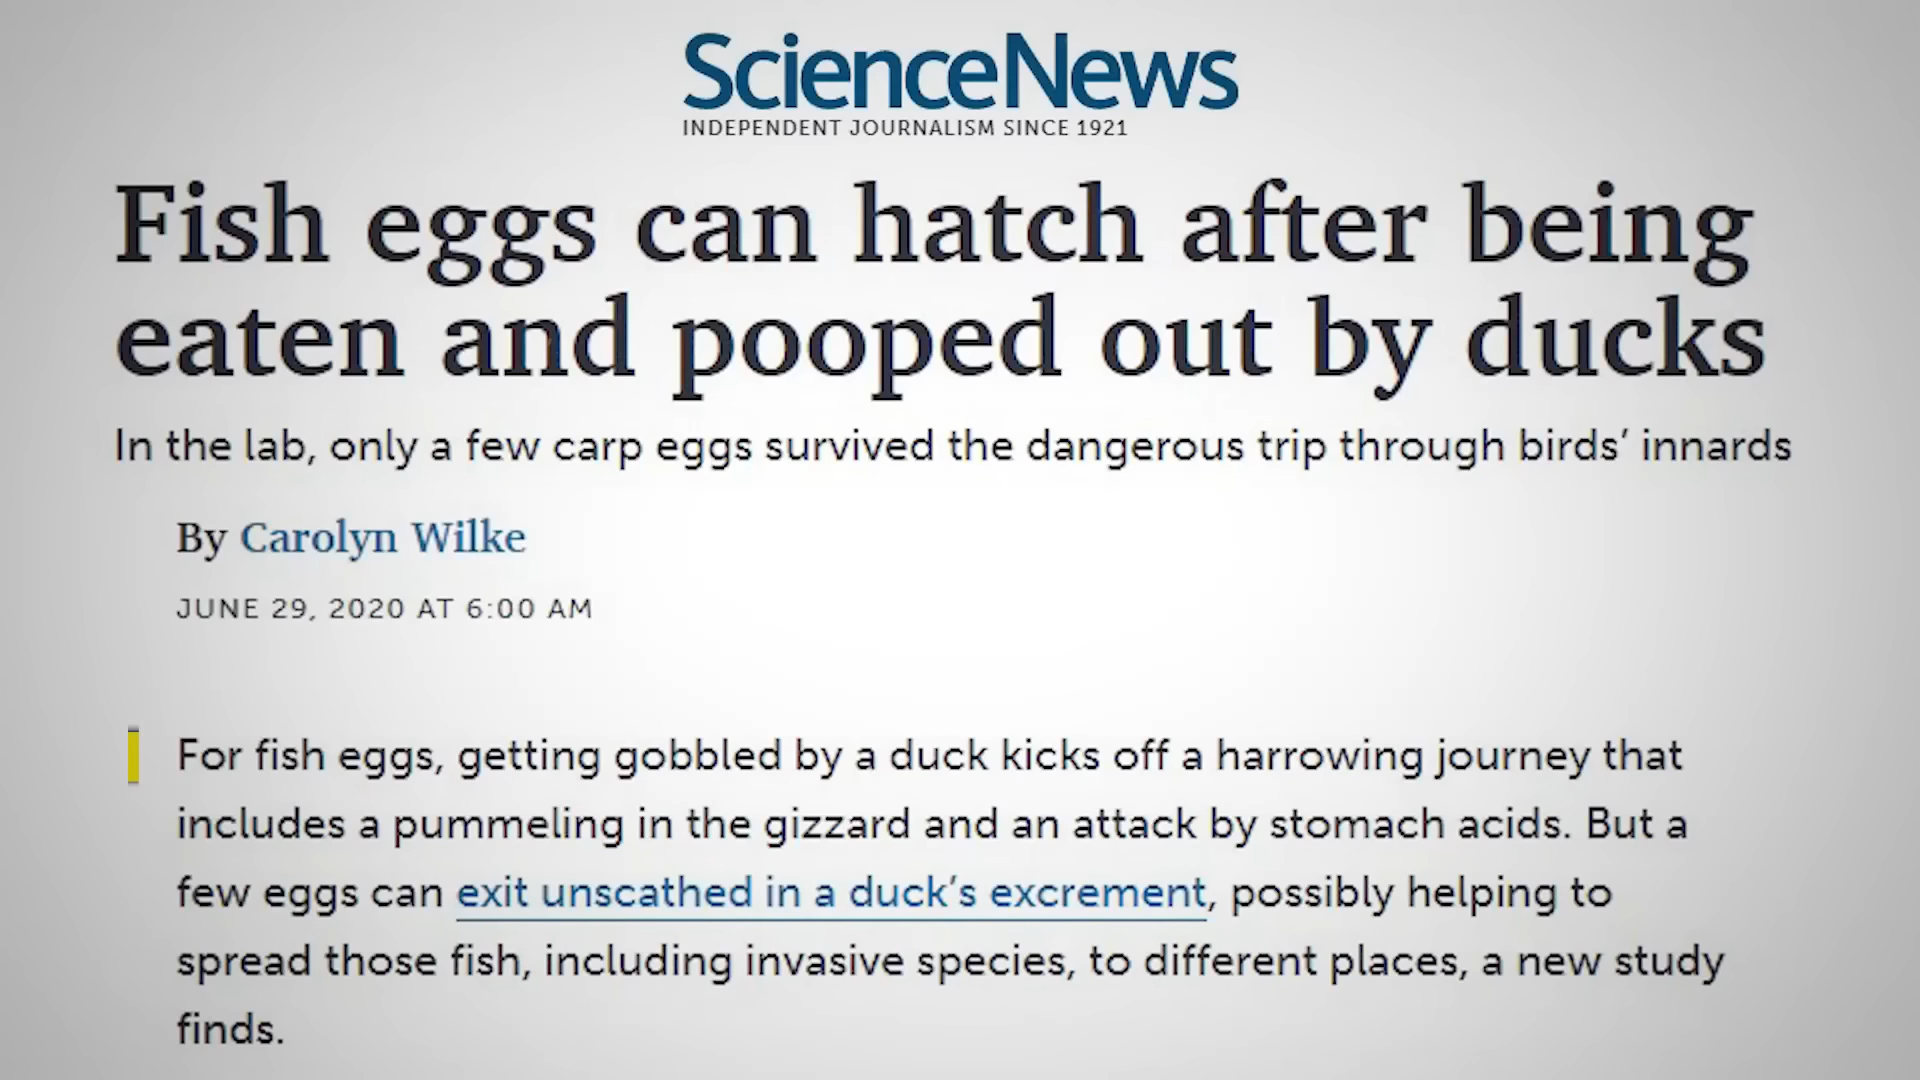 ScienceNews
INDEPENDENT JOURNALISM SINCE 1921
Fish eggs can hatch after being
eaten and pooped out by ducks
In the lab, only a few carp eggs survived the dangerous trip through birds’ innards
By Carolyn Wilke
JUNE 29, 2020 AT 6:00 AM
For fish eggs, getting gobbled by a duck kicks off a harrowing journey that
includes a pummeling in the gizzard and an attack by stomach acids. But a
few eggs can exit unscathed in a duck’s excrement, possibly helping to
spread those fish, including invasive species, to different places, a new study
finds.